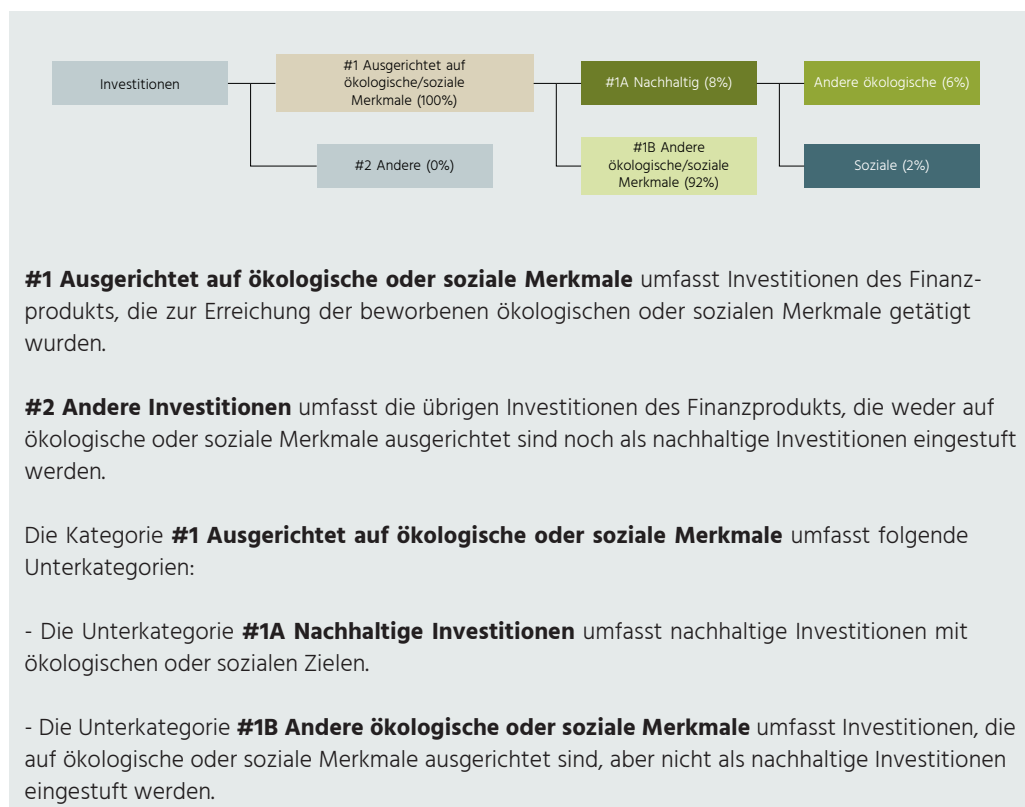 Investitionen
#1 Ausgerichtet auf
ökologische/soziale
Merkmale (100%)
#1A Nachhaltig (8%)
Andere ökologische (6%)
#2 Andere (0%)
#1B Andere
ökologische/soziale
Merkmale (92%)
Soziale (2%)
#1 Ausgerichtet auf ökologische oder soziale Merkmale umfasst Investitionen des Finanz-
produkts, die zur Erreichung der beworbenen ökologischen oder sozialen Merkmale getätigt
wurden.
#2 Andere Investitionen umfasst die übrigen Investitionen des Finanzprodukts, die weder auf
ökologische oder soziale Merkmale ausgerichtet sind noch als nachhaltige Investitionen eingestuft
werden.
Die Kategorie #1 Ausgerichtet auf ökologische oder soziale Merkmale umfasst folgende
Unterkategorien:
- Die Unterkategorie #1A Nachhaltige Investitionen umfasst nachhaltige Investitionen mit
ökologischen oder sozialen Zielen.
- Die Unterkategorie #1B Andere ökologische oder soziale Merkmale umfasst Investitionen, die
auf ökologische oder soziale Merkmale ausgerichtet sind, aber nicht als nachhaltige Investitionen
eingestuft werden.